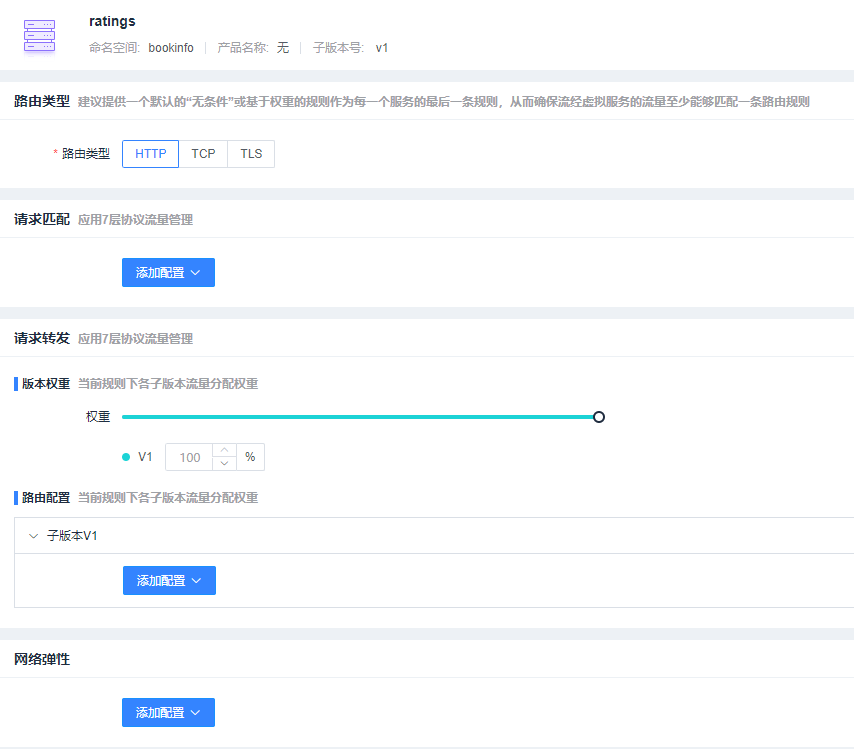 ratings
命名空间: bookinfo 产品名称: 无 子版本号: v1
路由类型 建议提供一个默认的“无条件”或基于权重的规则作为每一个服务的最后一条规则，从而确保流经虚拟服务的流量至少能够匹配一条路由规则
* 路由类型 HTTP TCP TLS
请求匹配 应用7层协议流量管理
添加配置
请求转发 应用7层协议流量管理
版本权重 当前规则下各子版本流量分配权重
权重
V1 100 %
路由配置 当前规则下各子版本流量分配权重
子版本V1
添加配置
网络弹性
添加配置